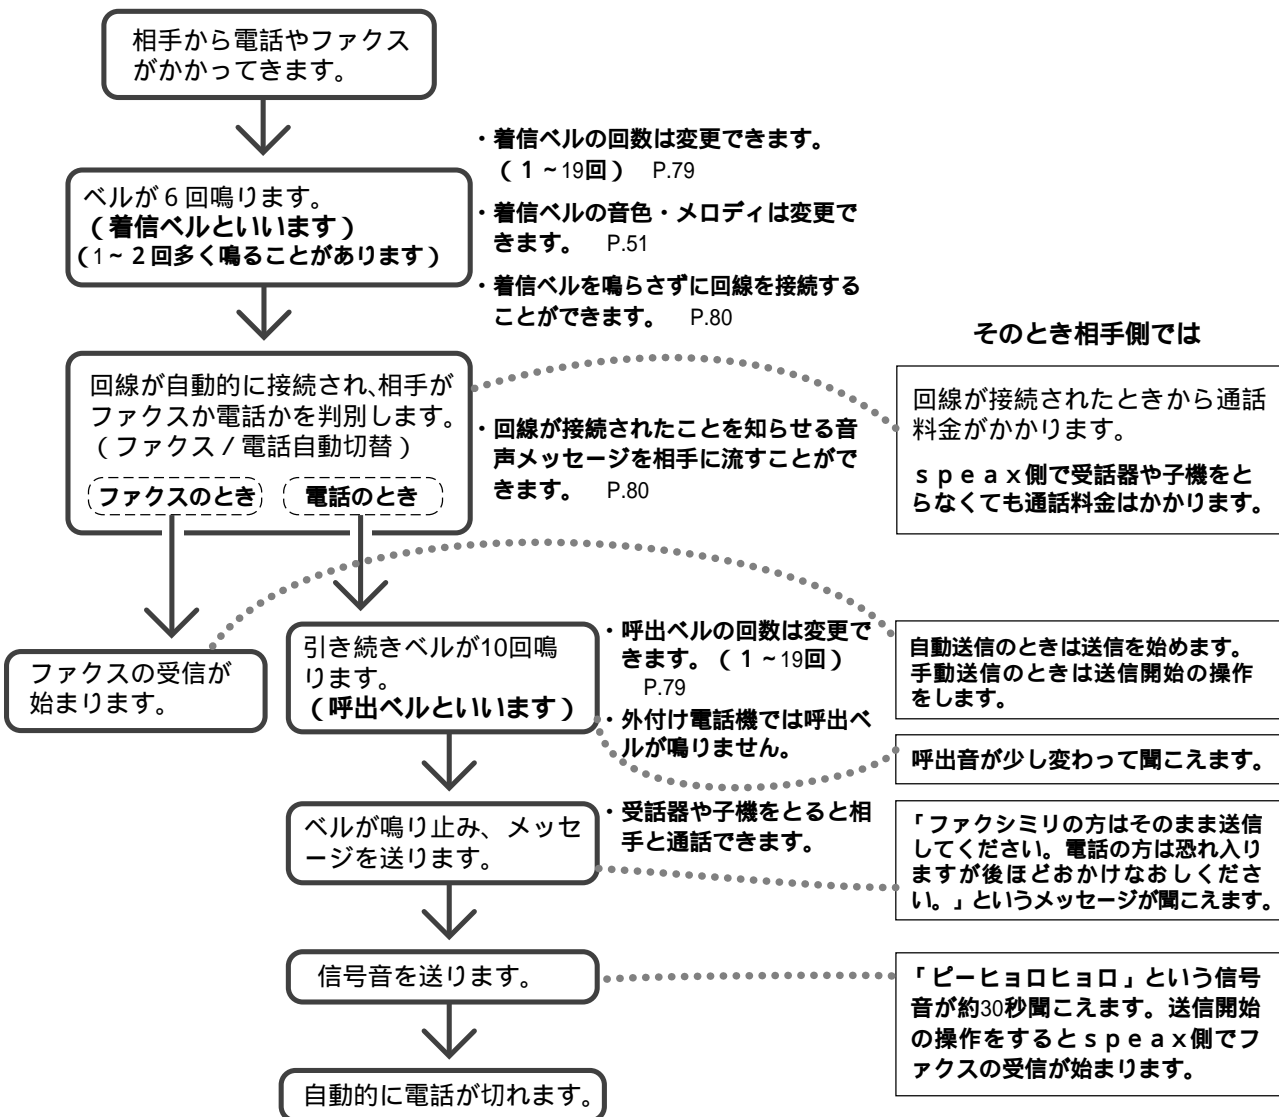 相手から電話やファクス
がかかってきます。
ベルが6回鳴ります。
(着信ベルといいます)
(1~2回多く鳴ることがあります)
・着信ベルの回数は変更できます。
(1~19回) P.79
・着信ベルの音色・メロディは変更で
きます。 P.51
・着信ベルを鳴らさずに回線を接続する
ことができます。 P.80
そのとき相手側では
回線が自動的に接続され、相手が
ファクスか電話かを判別します。
(ファクス/電話自動切替)
ファクスのとき 電話のとき
・回線が接続されたことを知らせる音
声メッセージを相手に流すことがで
きます。 P.80
回線が接続されたときから通話
料金がかかります。
speax側で受話器や子機をと
らなくても通話料金はかかります。
ファクスの受信が
始まります。
引き続きベルが10回鳴
ります。
(呼出ベルといいます)
・呼出ベルの回数は変更で
きます。(1~19回)
P.79
・外付け電話機では呼出ベ
ルが鳴りません。
自動送信のときは送信を始めます。
手動送信のときは送信開始の操作
をします。
呼出音が少し変わって聞こえます。
ベルが鳴り止み、メッセ
ージを送ります。
・受話器や子機をとると相
手と通話できます。
「ファクシミリの方はそのまま送信
してください。電話の方は恐れ入り
ますが後ほどおかけなおしくださ
い。」というメッセージが聞こえます。
信号音を送ります。
「ピーヒョロヒョロ」という信号
音が約30秒聞こえます。送信開始
の操作をするとspeax側でフ
ァクスの受信が始まります。
自動的に電話が切れます。